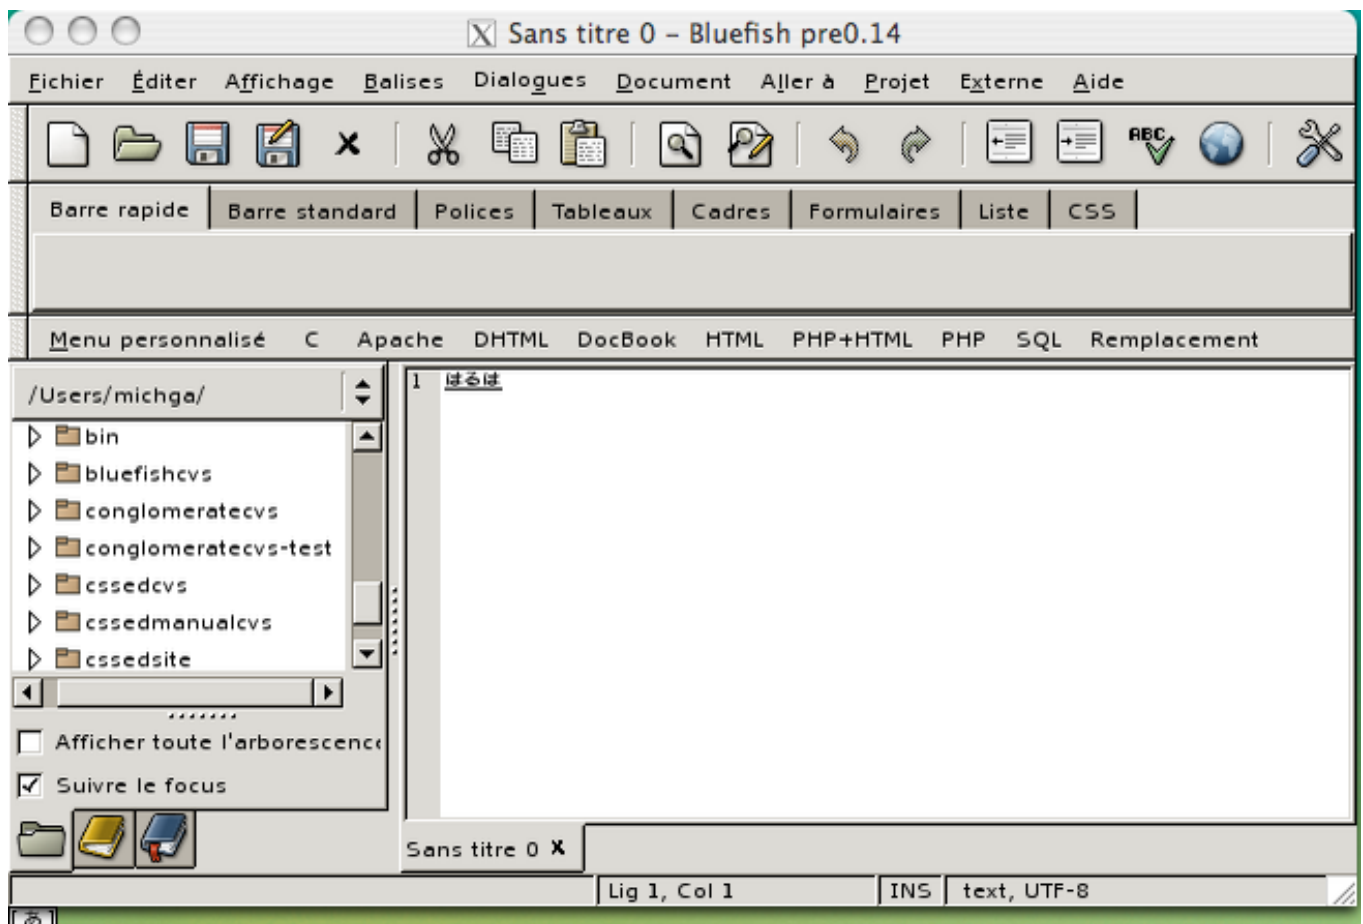 Sans titre 0 – Bluefish pre0.14
Fichier Éditer Affichage Balises Dialogues Document Aller à Projet Externe Aide
ABC
Barre rapide Barre standard Polices Tableaux Cadres Formulaires Liste CSS
Menu personnalisé C Apache DHTML DocBook HTML PHP+HTML PHP SQL Remplacement
/Users/michga/
1 はるは
bin
bluefishcvs
conglomeratecvs
conglomeratecvs-test
cssedcvs
cssedmanualcvs
cssedsite
Afficher toute l'arborescence
Suivre le focus
Sans titre 0
Lig 1, Col 1 INS text, UTF-8
[あ]